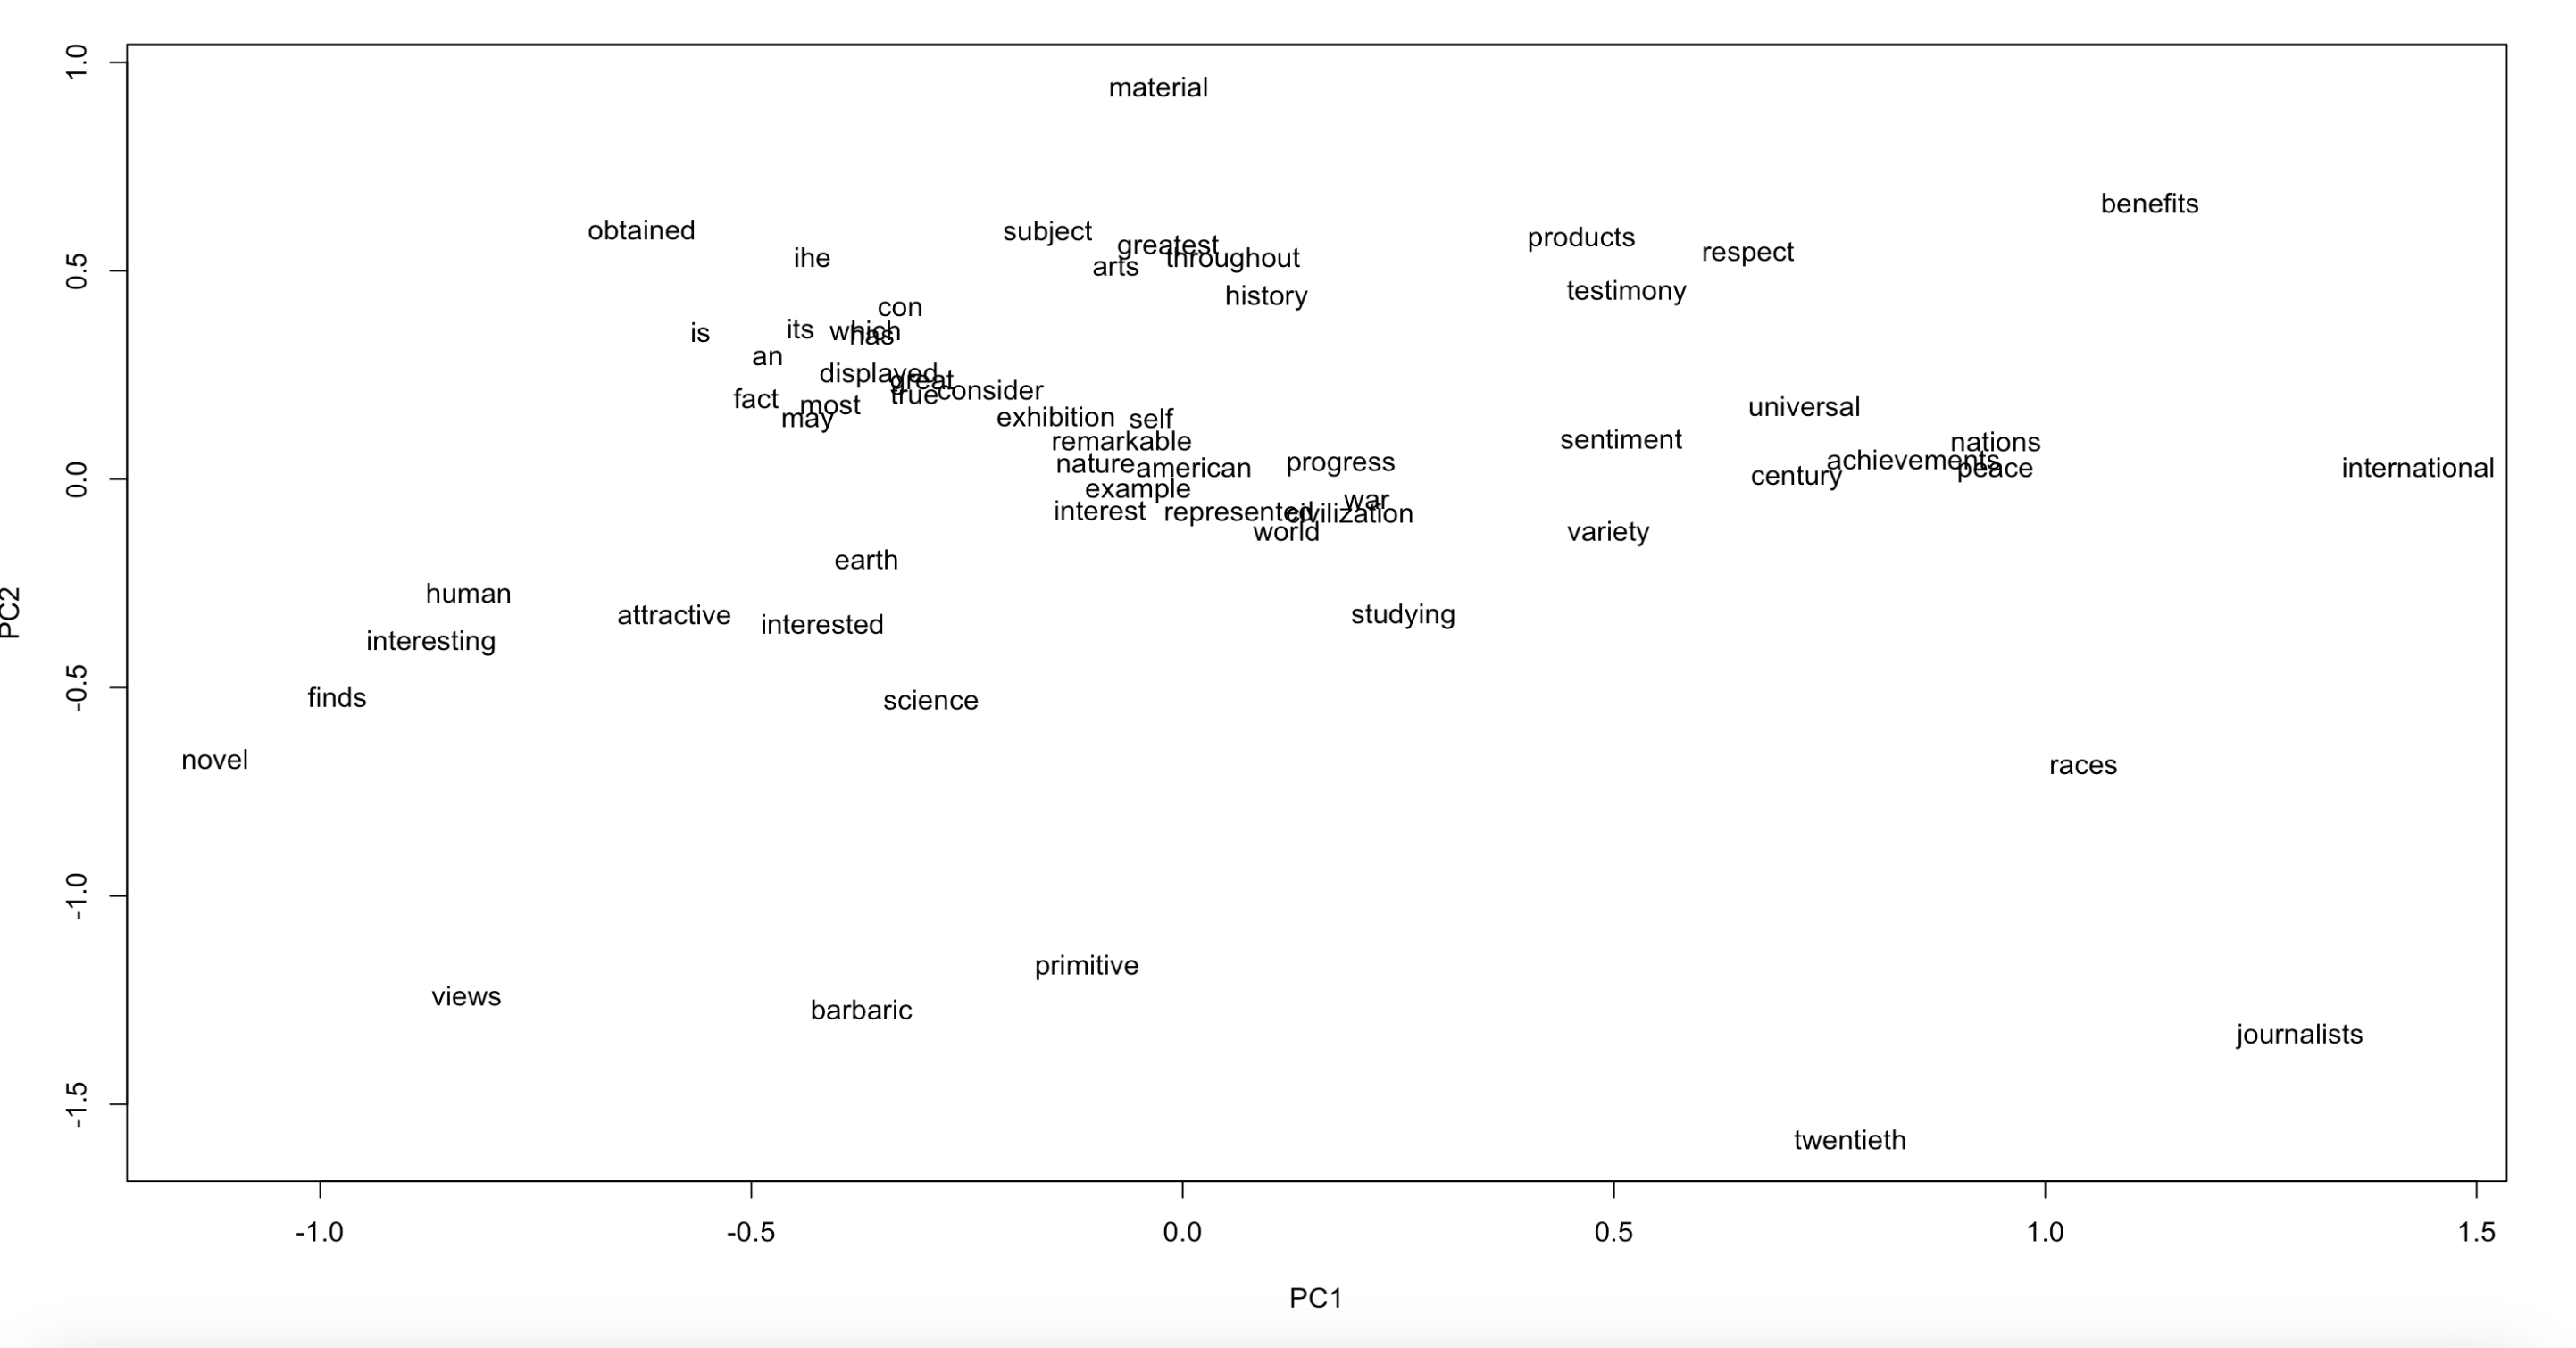 material
benefits
obtained
subject
products
greatest
respect
ihe
throughout
arts
testimony
history
con
its
which
is
has
an
displayed
great
consider
true
fact
most
universal
may
exhibition
self
sentiment
remarkable
nations
nature
american
progress
achievements
peace
international
century
example
war
interest
represented
civilization
world
variety
earth
human
attractive
interested
studying
interesting
finds
science
novel
races
primitive
views
barbaric
journalists
twentieth
1.0
0.5
0.0
-0.5
-1.0
-1.5
PC2
-1.0 -0.5 0.0 0.5 1.0 1.5
PC1